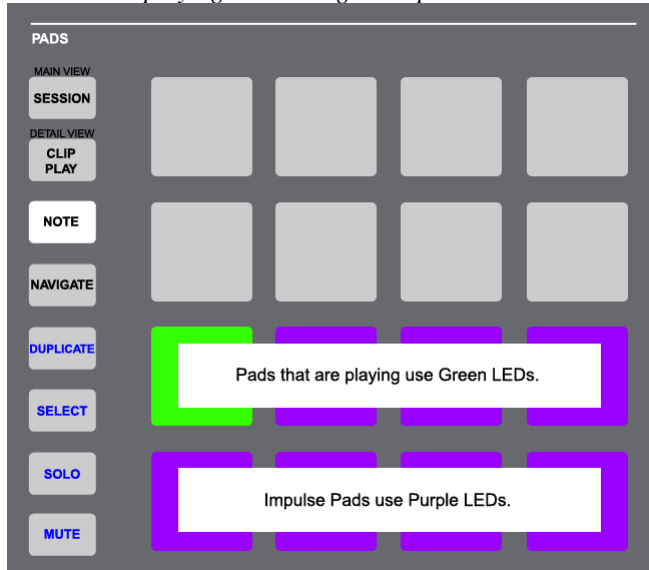 PADS
MAIN VIEW
SESSION
DETAIL VIEW
CLIP
PLAY
NOTE
NAVIGATE
DUPLICATE
Pads that are playing use Green LEDs.
SELECT
SOLO
Impulse Pads use Purple LEDs.
MUTE